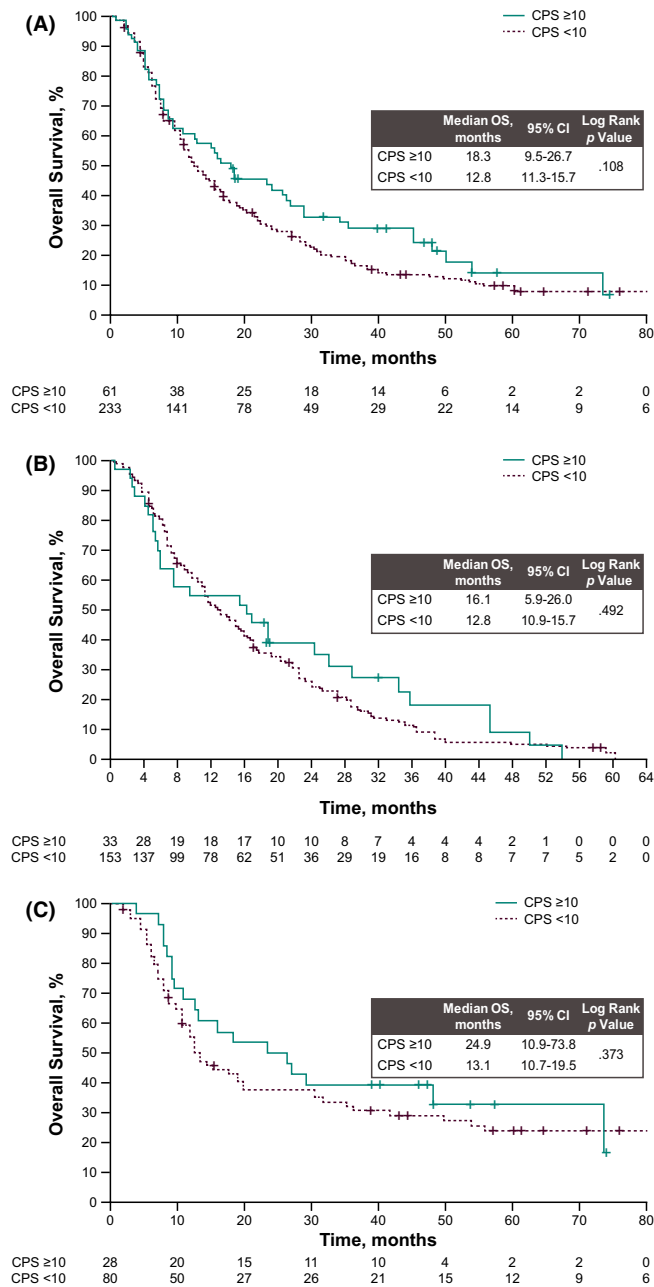 (A)
CPS ≥10
CPS <10
Overall Survival, %
100
90
80
70
60
50
40
30
20
10
0
Median OS, months 95% CI Log Rank p Value
CPS ≥10 18.3 9.5-26.7 .108
CPS <10 12.8 11.3-15.7
0 10 20 30 40 50 60 70 80
Time, months
CPS ≥10 61 38 25 18 14 6 2 2 0
CPS <10 233 141 78 49 29 22 14 9 6
(B)
CPS ≥10
CPS <10
Overall Survival, %
100
90
80
70
60
50
40
30
20
10
0
Median OS, months 95% CI Log Rank p Value
CPS ≥10 16.1 5.9-26.0 .492
CPS <10 12.8 10.9-15.7
0 4 8 12 16 20 24 28 32 36 40 44 48 52 56 60 64
Time, months
CPS ≥10 33 28 19 18 17 10 10 8 7 4 4 4 2 1 0 0 0
CPS <10 153 137 99 78 62 51 36 29 19 16 8 8 7 7 5 2 0
(C)
CPS ≥10
CPS <10
Overall Survival, %
100
90
80
70
60
50
40
30
20
10
0
Median OS, months 95% CI Log Rank p Value
CPS ≥10 24.9 10.9-73.8 .373
CPS <10 13.1 10.7-19.5
0 10 20 30 40 50 60 70 80
Time, months
CPS ≥10 28 20 15 11 10 4 2 2 0
CPS <10 80 50 27 26 21 15 12 9 6